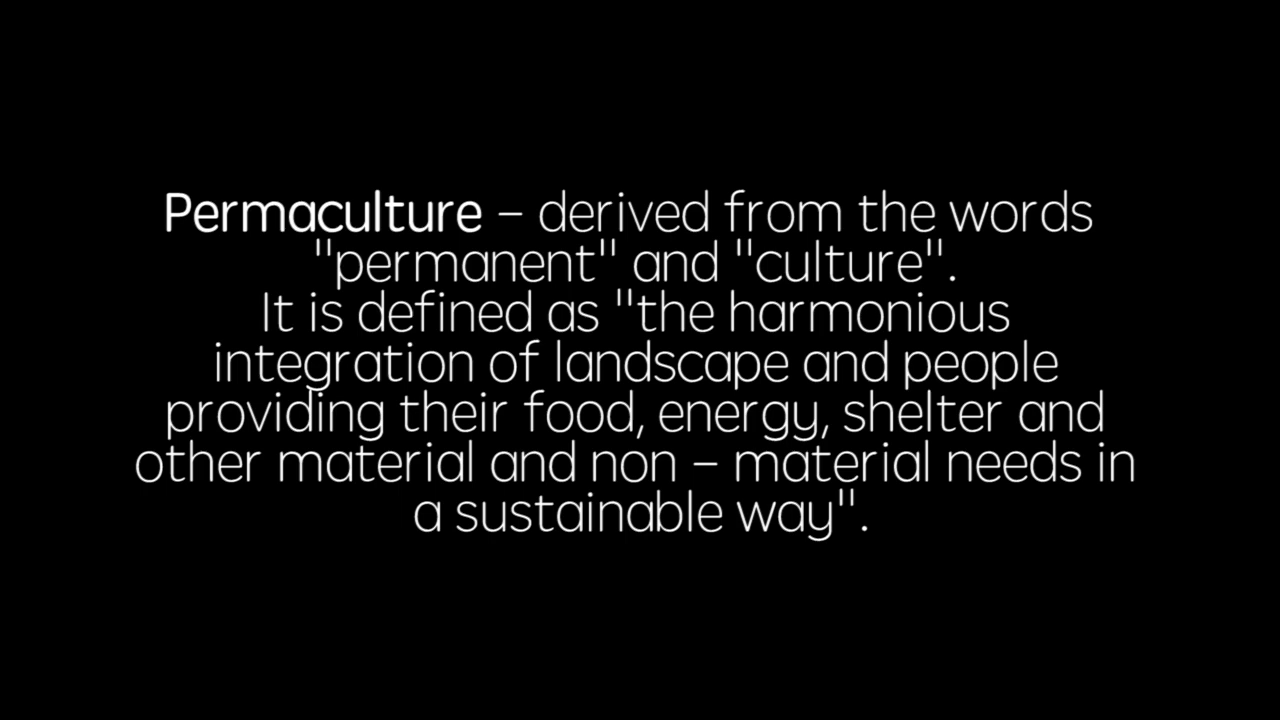 Permaculture – derived from the words
"permanent" and "culture".
It is defined as "the harmonious
integration of landscape and people
providing their food, energy, shelter and
other material and non – material needs in
a sustainable way".